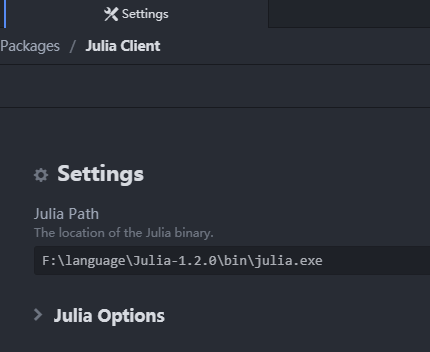 Settings
Packages / Julia Client
Settings
Julia Path
The location of the Julia binary.
F:\language\Julia-1.2.0\bin\julia.exe
Julia Options